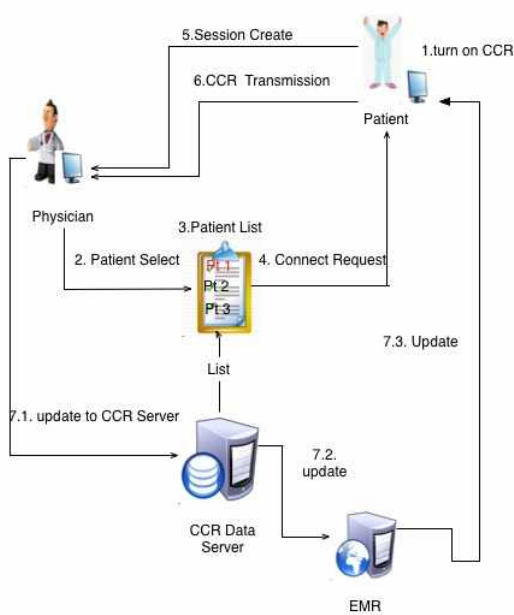 5.Session Create
1.turn on CCR
6.CCR Transmission
Patient
Physician
3.Patient List
2. Patient Select
4. Connect Request
Pt.1
Pt.2
Pt.3
7.3. Update
List
7.1. update to CCR Server
7.2.
update
CCR Data
Server
EMR